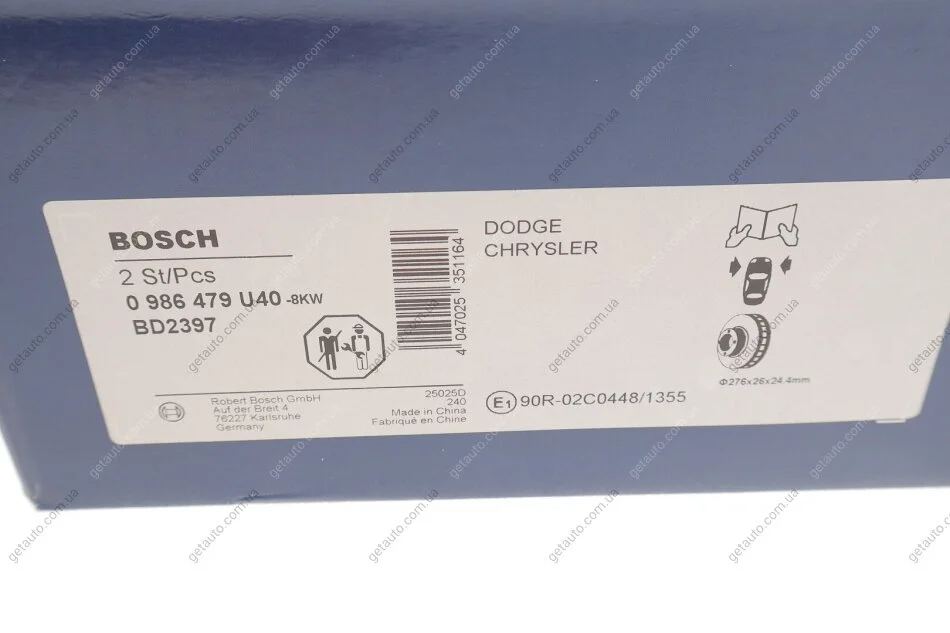 BOSCH
2 St/Pcs
0 986 479 U40 -8KW
BD2397
4 047025 351164
DODGE
CHRYSLER
Φ276x26x24.4mm
E1 90R-02C0448/1355
Robert Bosch GmbH
Auf der Breit 4
76227 Karlsruhe
Germany
25025D
240
Made in China
Fabriqué en Chine
getauto.com.ua